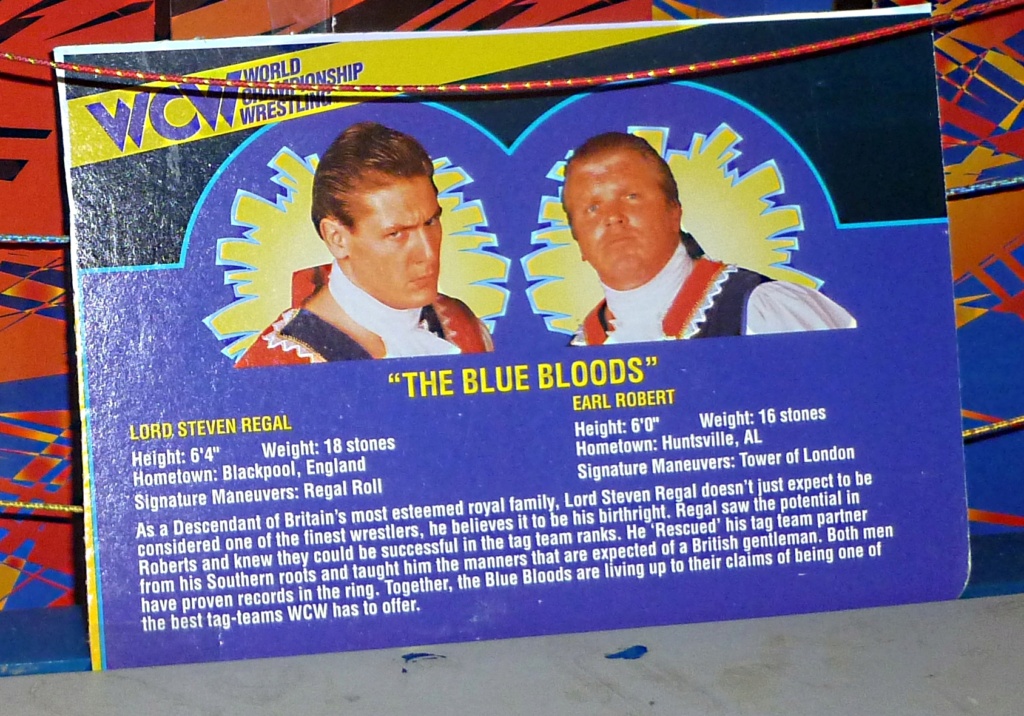 WCW WORLD
CHAMPIONSHIP
WRESTLING
"THE BLUE BLOODS"
LORD STEVEN REGAL
Height: 6'4" Weight: 18 stones
Hometown: Blackpool, England
Signature Maneuvers: Regal Roll
EARL ROBERT
Height: 6'0" Weight: 16 stones
Hometown: Huntsville, AL
Signature Maneuvers: Tower of London
As a Descendant of Britain's most esteemed royal family, Lord Steven Regal doesn't just expect to be
considered one of the finest wrestlers, he believes it to be his birthright. Regal saw the potential in
Roberts and knew they could be successful in the tag team ranks. He 'Rescued' his tag team partner
from his Southern roots and taught him the manners that are expected of a British gentleman. Both men
have proven records in the ring. Together, the Blue Bloods are living up to their claims of being one of
the best tag-teams WCW has to offer.